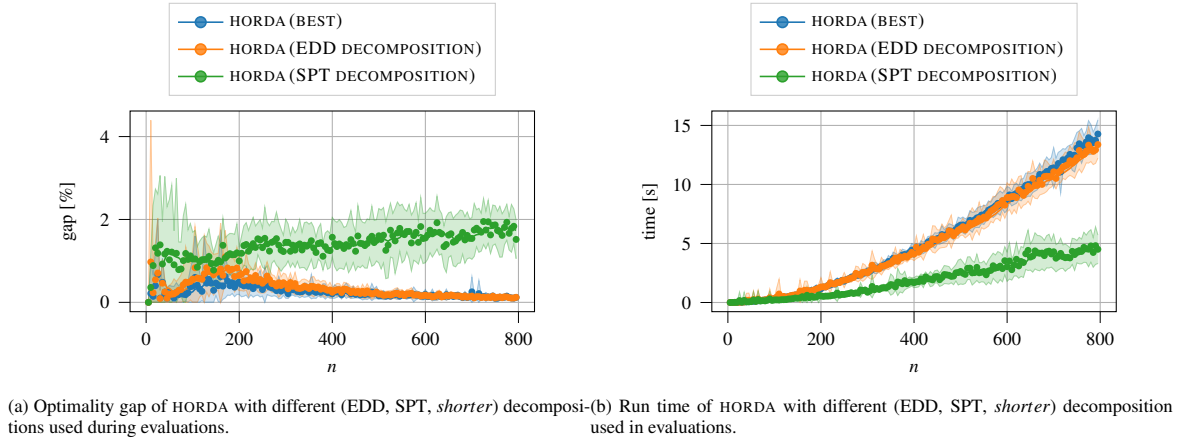 HORDA (BEST)
HORDA (EDD DECOMPOSITION)
HORDA (SPT DECOMPOSITION)
4
2
0
gap [%]
0 200 400 600 800
n
HORDA (BEST)
HORDA (EDD DECOMPOSITION)
HORDA (SPT DECOMPOSITION)
15
10
5
0
time [s]
0 200 400 600 800
n
(a) Optimality gap of HORDA with different (EDD, SPT, shorter) decomposi-
tions used during evaluations.
(b) Run time of HORDA with different (EDD, SPT, shorter) decomposition
used in evaluations.